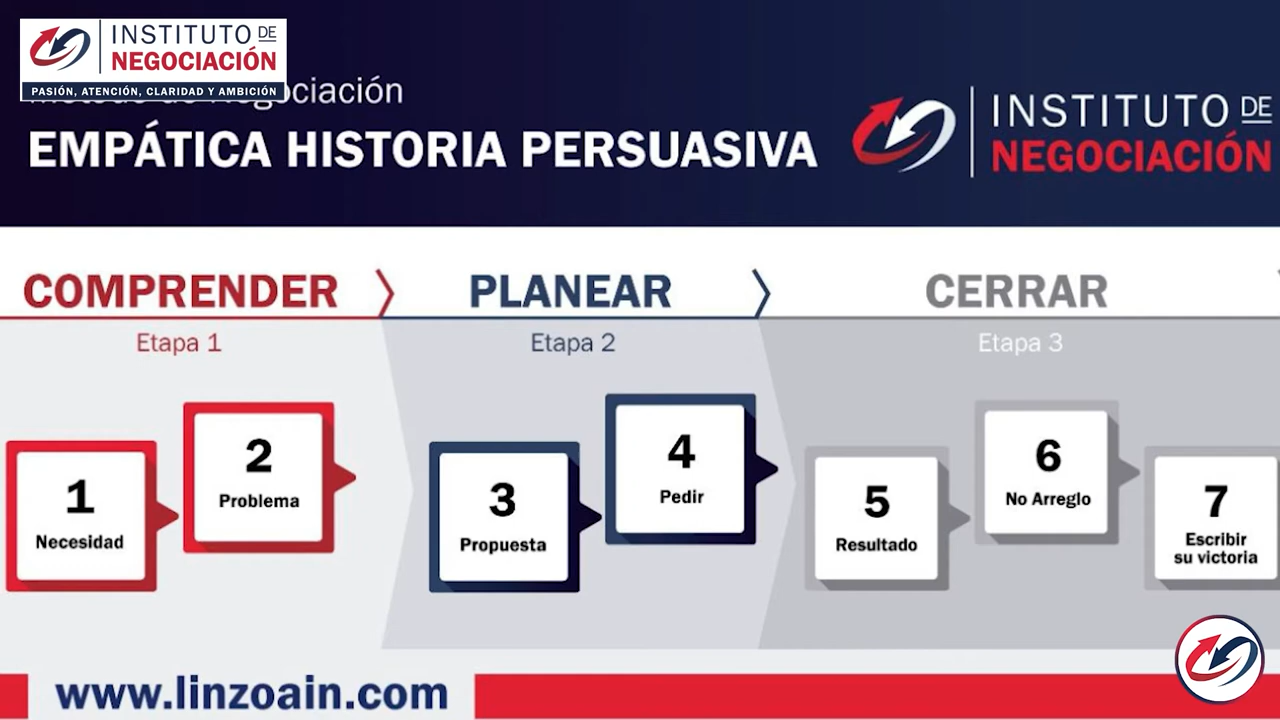 INSTITUTO DE
NEGOCIACIÓN
PASIÓN, ATENCIÓN, CLARIDAD Y AMBICIÓN
Negociación
EMPÁTICA HISTORIA PERSUASIVA
INSTITUTO DE
NEGOCIACIÓN
COMPRENDER
PLANEAR
CERRAR
Etapa 1
Etapa 2
Etapa 3
1
Necesidad
2
Problema
3
Propuesta
4
Pedir
5
Resultado
6
No Arreglo
7
Escribir
su victoria
www.linzoain.com